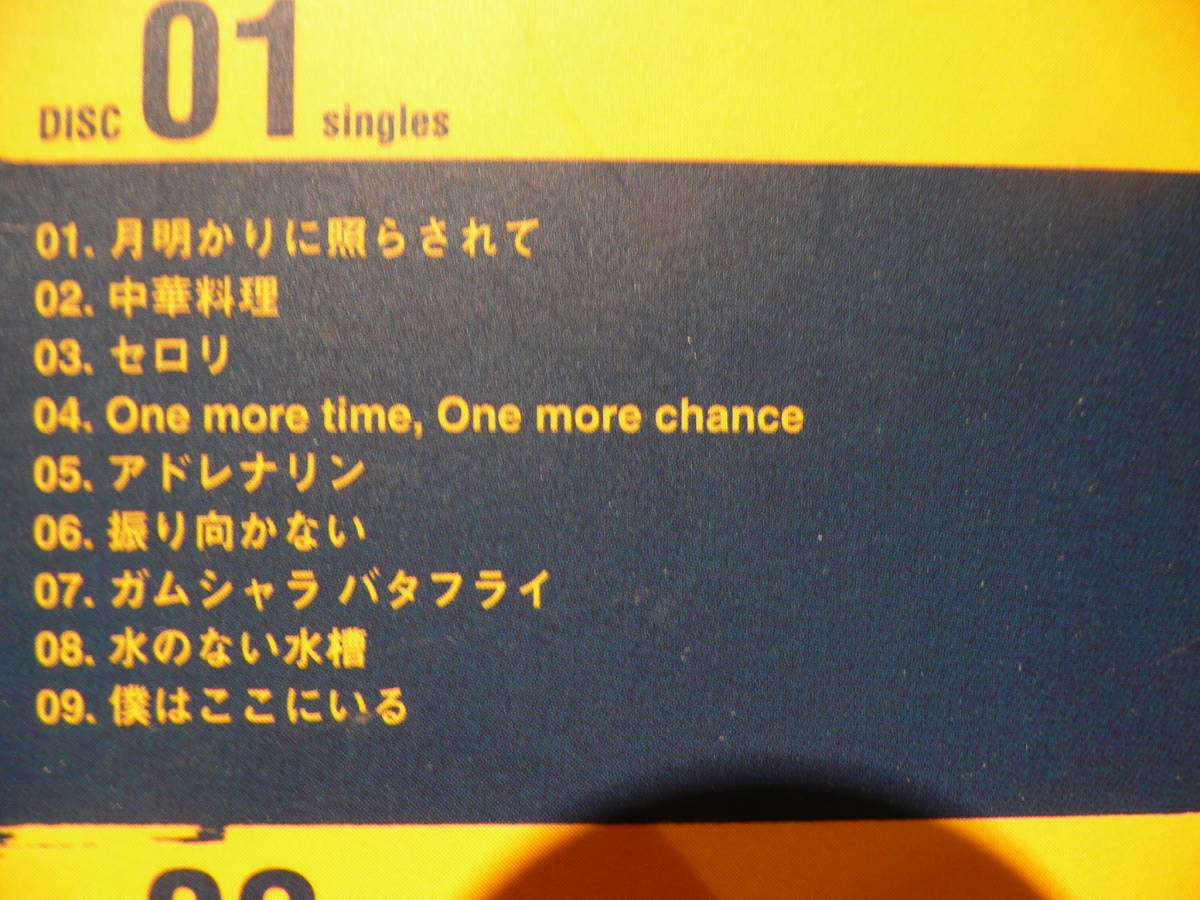 DISC 01 singles
01. 月明かりに照らされて
02. 中華料理
03. セロリ
04. One more time, One more chance
05. アドレナリン
06. 振り向かない
07. ガムシャラ バタフライ
08. 水のない水槽
09. 僕はここにいる